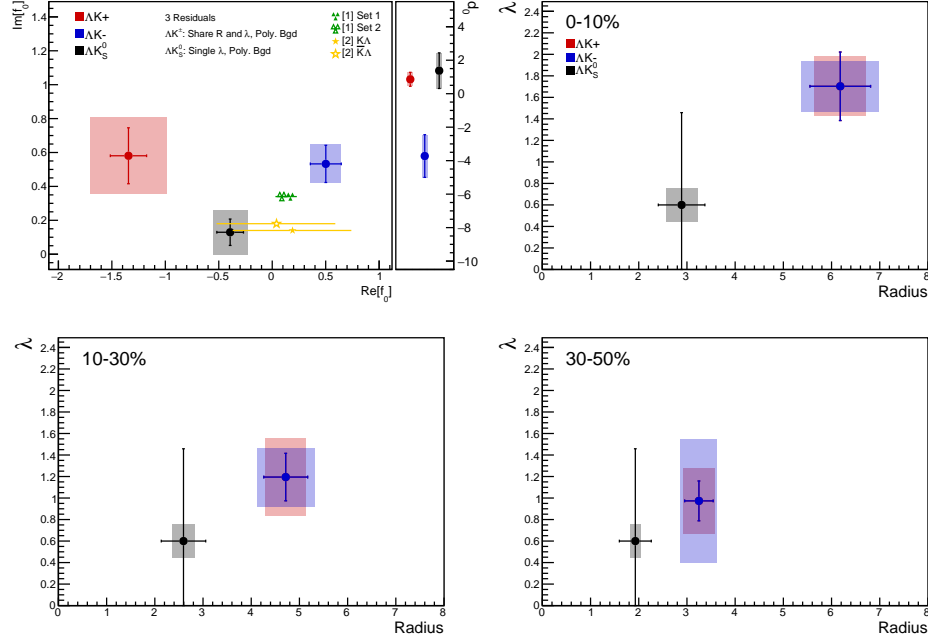 Im[f₀]
1.4
1.2
1
0.8
0.6
0.4
0.2
0
−2
−1.5
−1
−0.5
0
0.5
1
Re[f₀]
ΛK+
ΛK-
ΛK⁰S
3 Residuals
ΛK±: Share R and λ, Poly. Bgd
ΛK⁰S: Single λ, Poly. Bgd
[1] Set 1
[1] Set 2
[2] KΛ
[2] K̅Λ
d₀
4
2
0
−2
−4
−6
−8
−10
λ
0-10%
ΛK+
ΛK-
ΛK⁰S
2.4
2.2
2
1.8
1.6
1.4
1.2
1
0.8
0.6
0.4
0.2
0
0 1 2 3 4 5 6 7 8
Radius
λ
10-30%
2.4
2.2
2
1.8
1.6
1.4
1.2
1
0.8
0.6
0.4
0.2
0
0 1 2 3 4 5 6 7 8
Radius
λ
30-50%
2.4
2.2
2
1.8
1.6
1.4
1.2
1
0.8
0.6
0.4
0.2
0
0 1 2 3 4 5 6 7 8
Radius